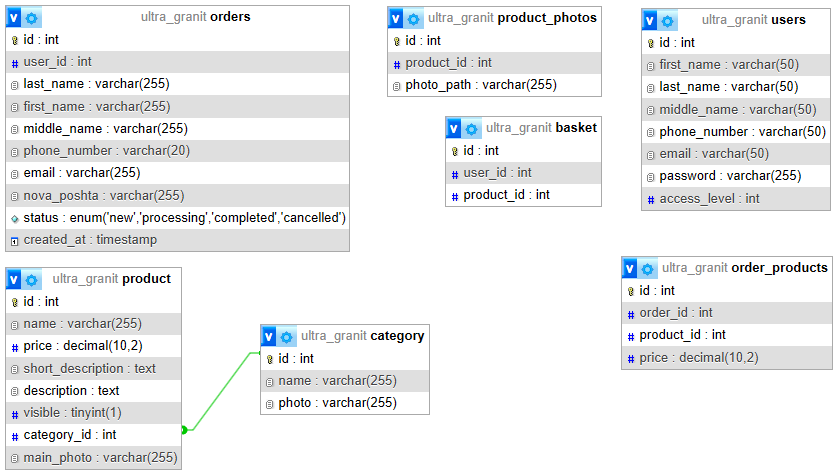 ultra_granit orders
id : int
user_id : int
last_name : varchar(255)
first_name : varchar(255)
middle_name : varchar(255)
phone_number : varchar(20)
email : varchar(255)
nova_poshta : varchar(255)
status : enum('new','processing','completed','cancelled')
created_at : timestamp
ultra_granit product_photos
id : int
product_id : int
photo_path : varchar(255)
ultra_granit users
id : int
first_name : varchar(50)
last_name : varchar(50)
middle_name : varchar(50)
phone_number : varchar(50)
email : varchar(50)
password : varchar(255)
access_level : int
ultra_granit basket
id : int
user_id : int
product_id : int
ultra_granit product
id : int
name : varchar(255)
price : decimal(10,2)
short_description : text
description : text
visible : tinyint(1)
category_id : int
main_photo : varchar(255)
ultra_granit category
id : int
name : varchar(255)
photo : varchar(255)
ultra_granit order_products
id : int
order_id : int
product_id : int
price : decimal(10,2)